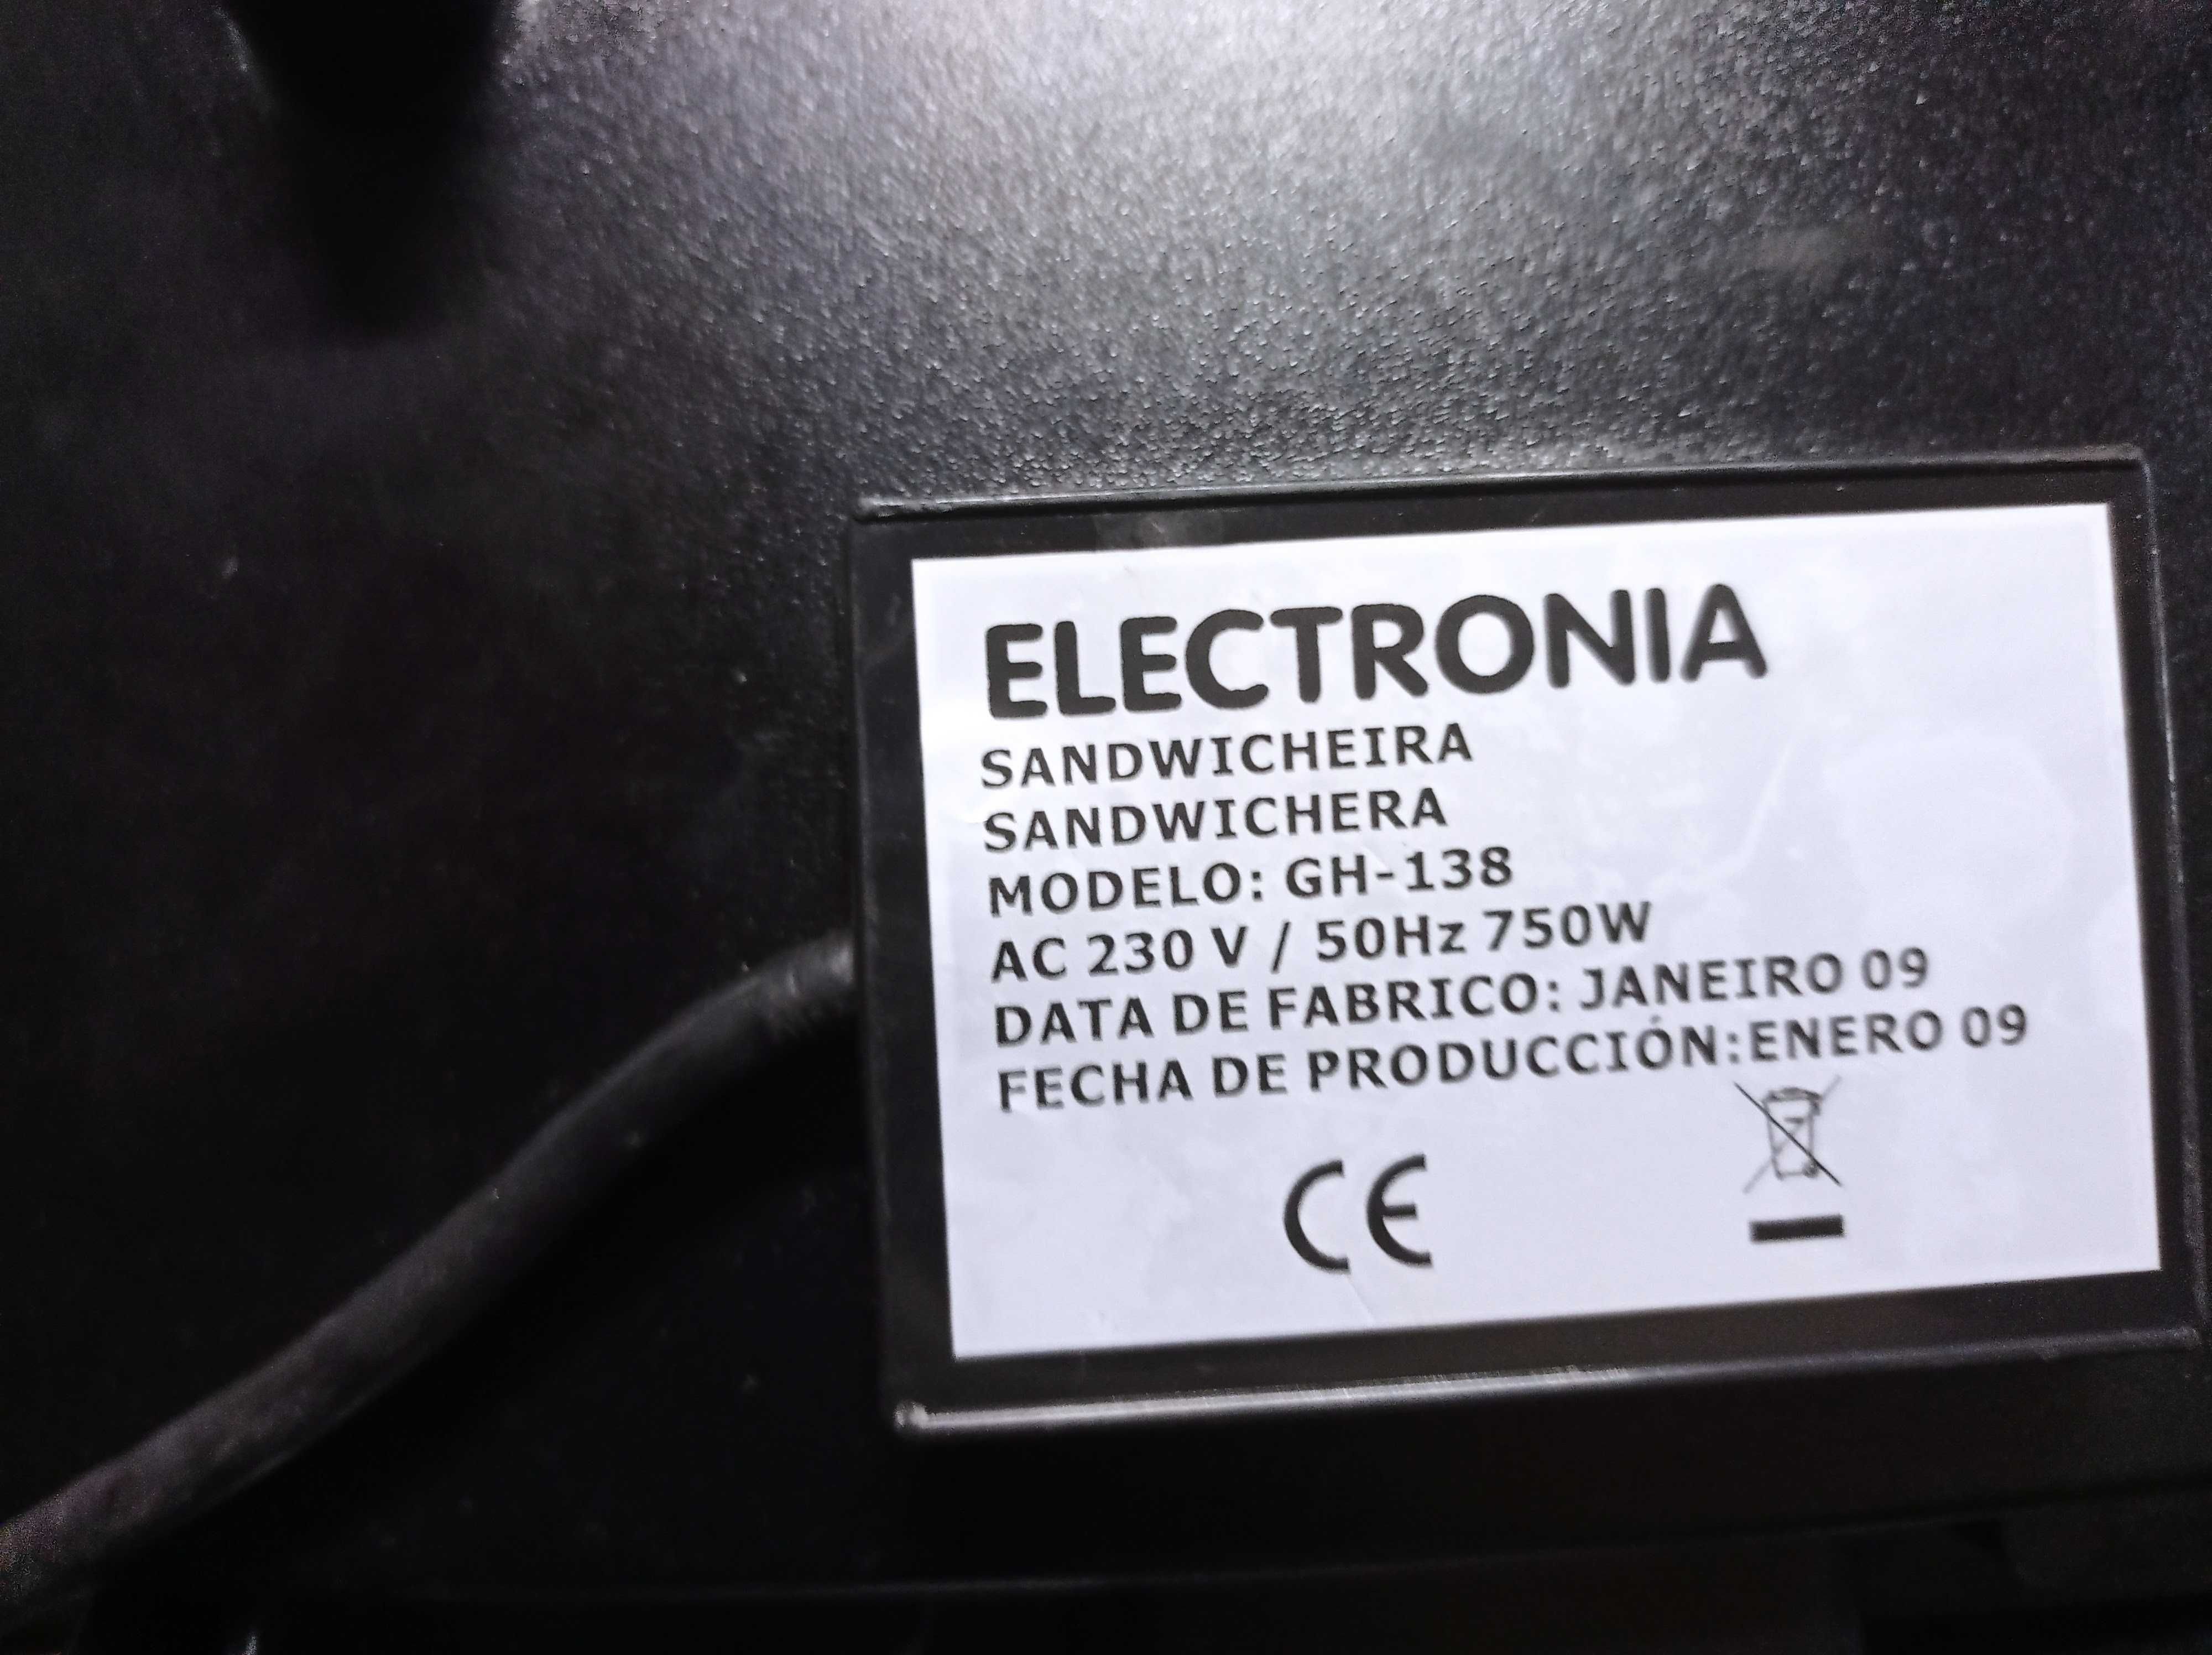 ELECTRONIA
SANDWICHEIRA
SANDWICHERA
MODELO: GH-138
AC 230 V / 50Hz 750W
DATA DE FABRICO: JANEIRO 09
FECHA DE PRODUCCIÓN:ENERO 09
CE